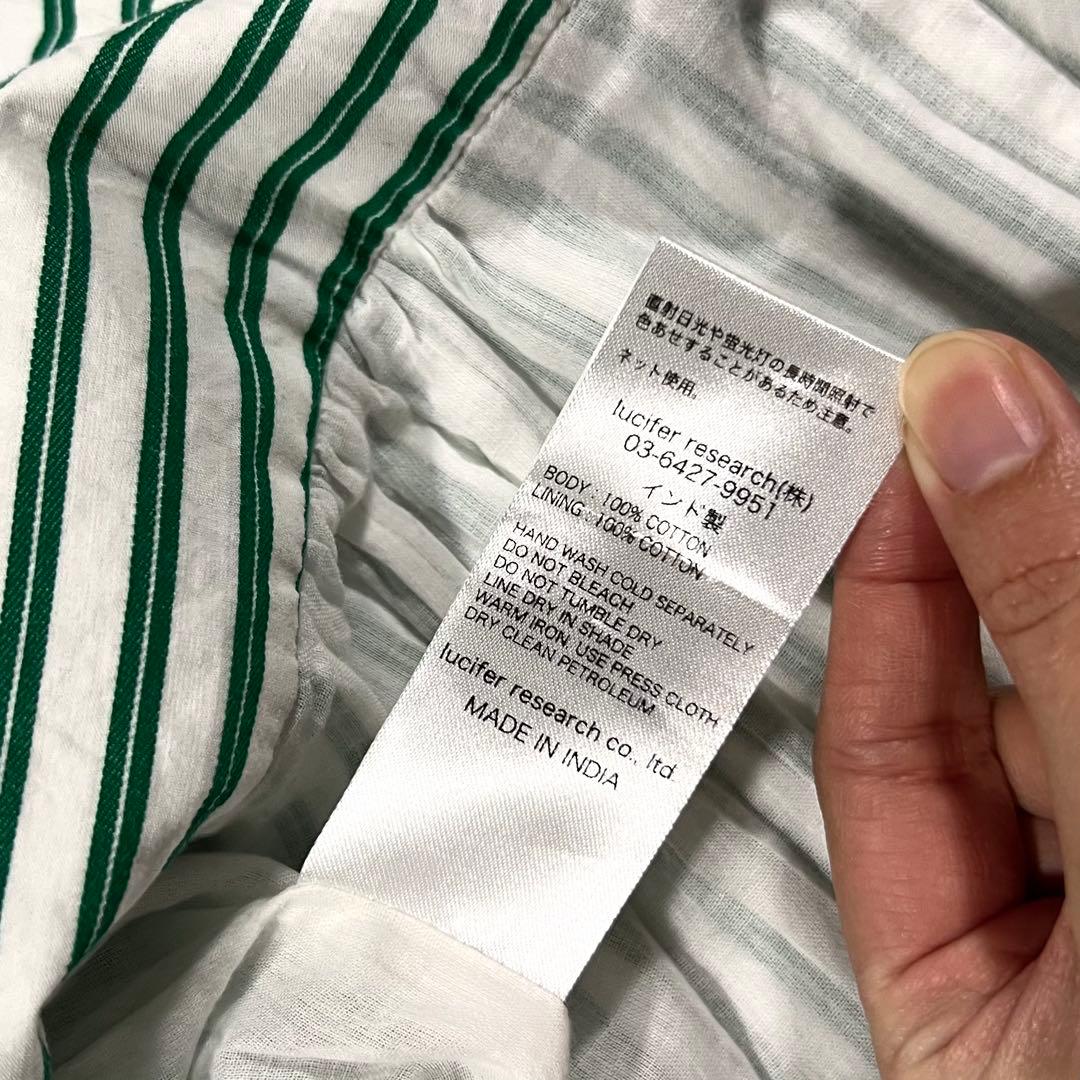 直射日光や蛍光灯の長時間照射で
色あせすることがあるため注意。
ネット使用。
lucifer research(株)
03-6427-9951
インド製
BODY : 100% COTTON
LINING : 100% COTTON
HAND WASH COLD SEPARATELY
DO NOT BLEACH
DO NOT TUMBLE DRY
LINE DRY IN SHADE
WARM IRON, USE PRESS CLOTH
DRY CLEAN PETROLEUM
lucifer research co., ltd.
MADE IN INDIA